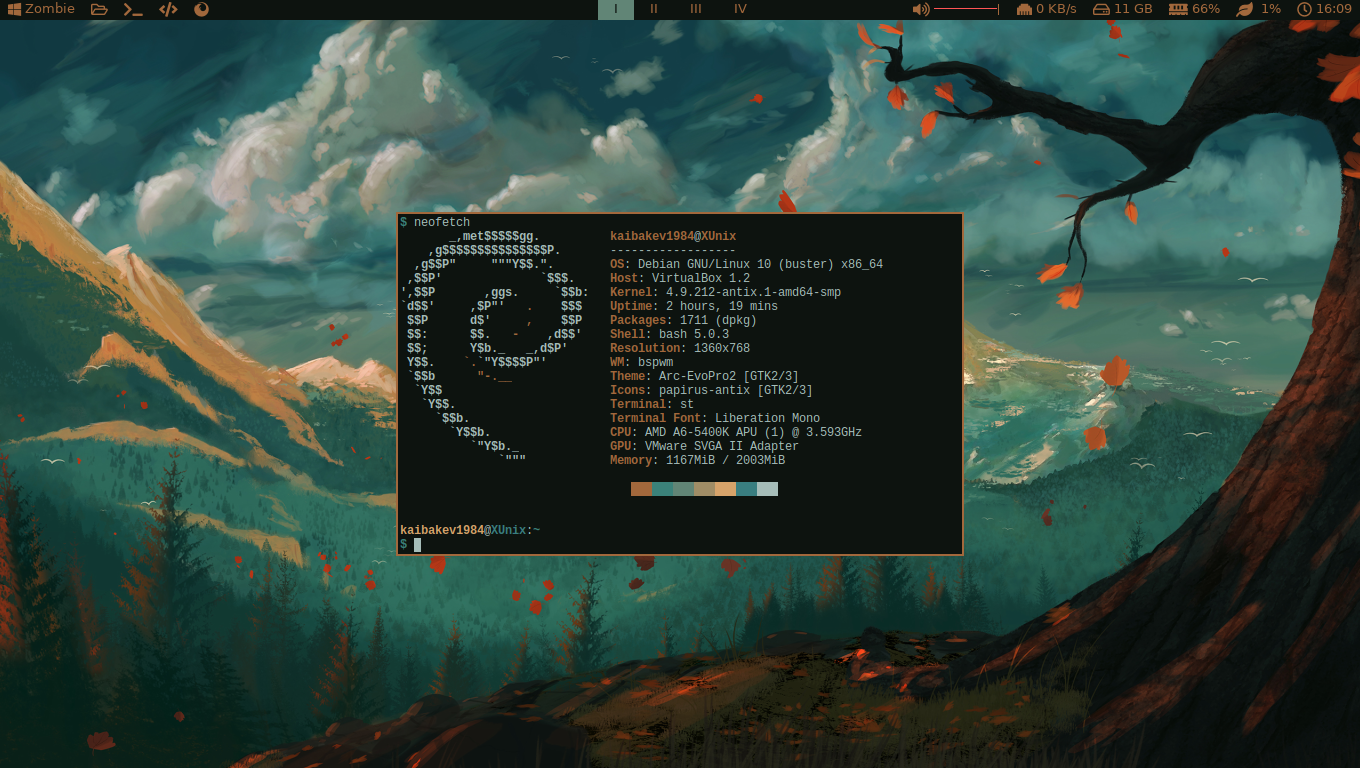 Zombie I II III IV 0 KB/s 11 GB 66% 1% 16:09
$ neofetch
_,met$$$$$gg. kaibakev1984@XUnix
,g$$$$$$$$$$$$$$$P. -----------------
,g$$P"     """Y$$.". OS: Debian GNU/Linux 10 (buster) x86_64
,$$P'              `$$$. Host: VirtualBox 1.2
',$$P       ,ggs.     `$$b: Kernel: 4.9.212-antix.1-amd64-smp
`d$$'     ,$P"'   .    $$$ Uptime: 2 hours, 19 mins
$$P      d$'     ,    $$P Packages: 1711 (dpkg)
$$:      $$.   -    ,d$$' Shell: bash 5.0.3
$$;      Y$b._   _,d$P' Resolution: 1360x768
Y$$.    `.`"Y$$$$P"' WM: bspwm
`$$b      "-.__ Theme: Arc-EvoPro2 [GTK2/3]
`Y$$ Icons: papirus-antix [GTK2/3]
`Y$$. Terminal: st
`$$b. Terminal Font: Liberation Mono
`Y$$b. CPU: AMD A6-5400K APU (1) @ 3.593GHz
`"Y$b._ GPU: VMware SVGA II Adapter
`""" Memory: 1167MiB / 2003MiB
kaibakev1984@XUnix:~
$